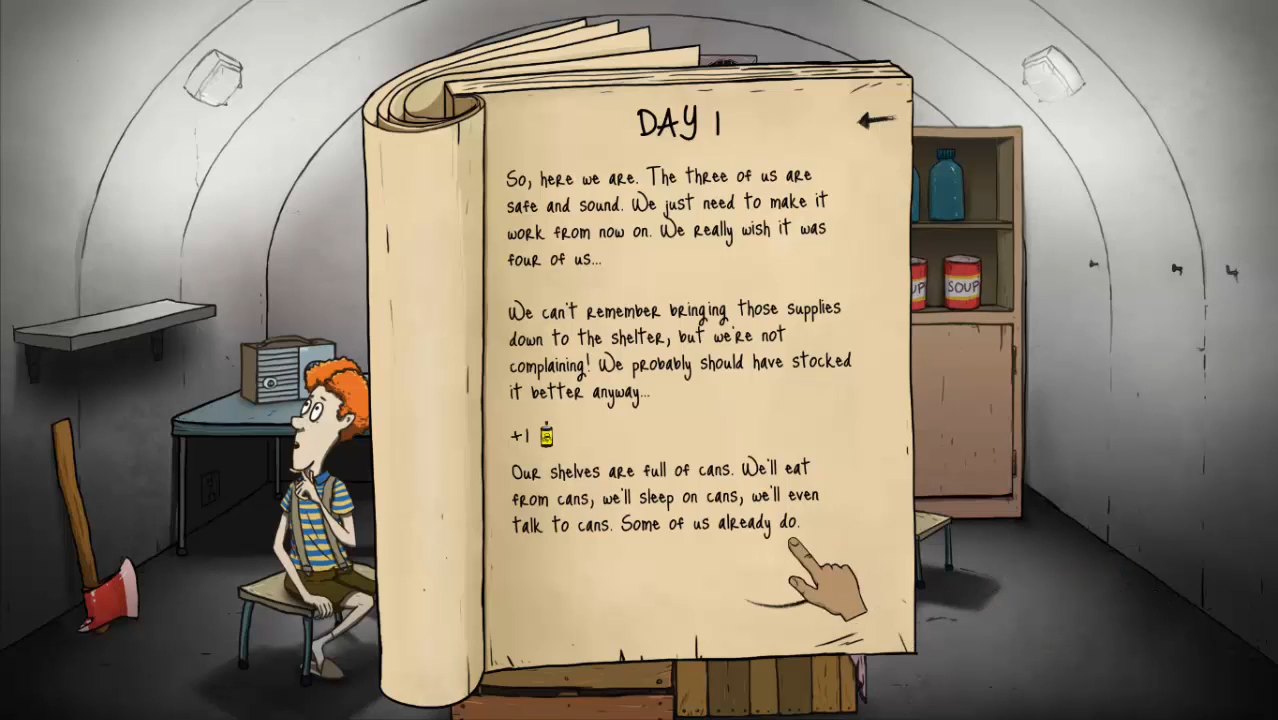 DAY 1
So, here we are. The three of us are
safe and sound. We just need to make it
work from now on. We really wish it was
four of us...
We can't remember bringing those supplies
down to the shelter, but we're not
complaining! We probably should have stocked
it better anyway...
+1
Our shelves are full of cans. We'll eat
from cans, we'll sleep on cans, we'll even
talk to cans. Some of us already do.
UP
SOUP